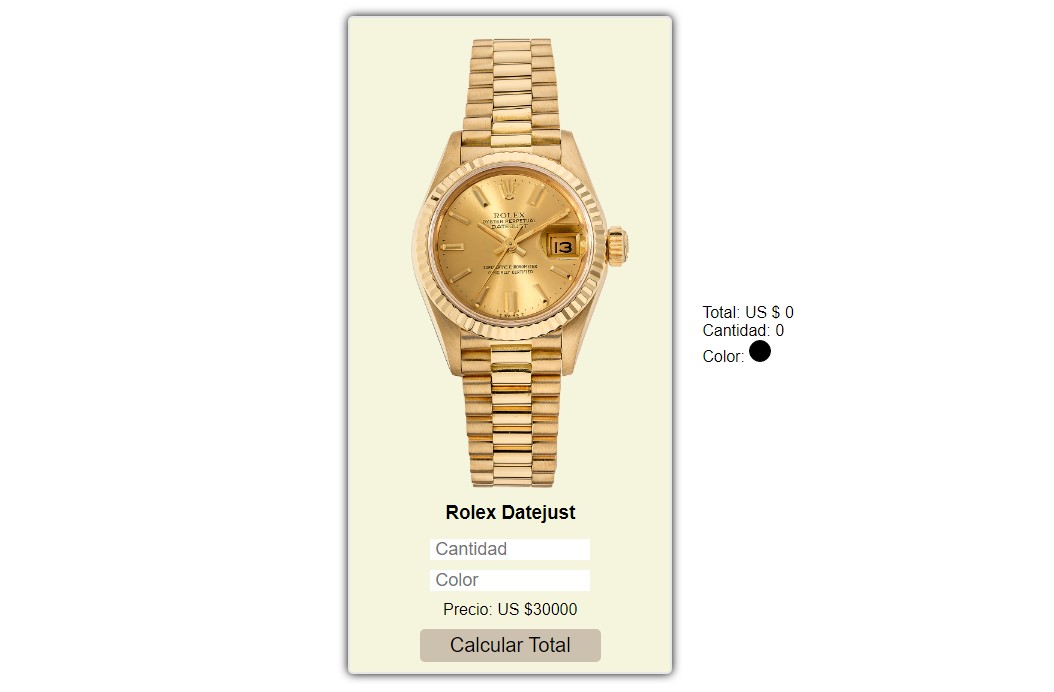 ROLEX
OYSTER PERPETUAL
DATEJUST
13
Total: US $ 0
Cantidad: 0
Color:
Rolex Datejust
Cantidad
Color
Precio: US $30000
Calcular Total